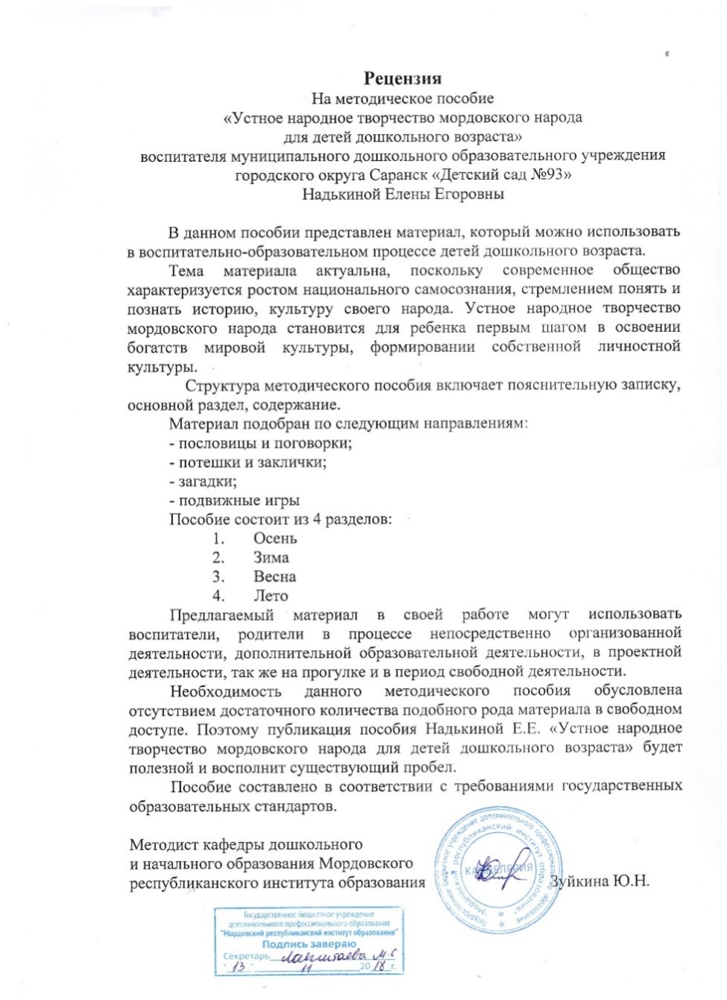 Рецензия
На методическое пособие
«Устное народное творчество мордовского народа
для детей дошкольного возраста»
воспитателя муниципального дошкольного образовательного учреждения
городского округа Саранск «Детский сад №93»
Надькиной Елены Егоровны
В данном пособии представлен материал, который можно использовать
в воспитательно-образовательном процессе детей дошкольного возраста.
Тема материала актуальна, поскольку современное общество
характеризуется ростом национального самосознания, стремлением понять и
познать историю, культуру своего народа. Устное народное творчество
мордовского народа становится для ребенка первым шагом в освоении
богатств мировой культуры, формировании собственной личностной
культуры.
Структура методического пособия включает пояснительную записку,
основной раздел, содержание.
Материал подобран по следующим направлениям:
- пословицы и поговорки;
- потешки и заклички;
- загадки;
- подвижные игры
Пособие состоит из 4 разделов:
1. Осень
2. Зима
3. Весна
4. Лето
Предлагаемый материал в своей работе могут использовать
воспитатели, родители в процессе непосредственно организованной
деятельности, дополнительной образовательной деятельности, в проектной
деятельности, так же на прогулке и в период свободной деятельности.
Необходимость данного методического пособия обусловлена
отсутствием достаточного количества подобного рода материала в свободном
доступе. Поэтому публикация пособия Надькиной Е.Е. «Устное народное
творчество мордовского народа для детей дошкольного возраста» будет
полезной и восполнит существующий пробел.
Пособие составлено в соответствии с требованиями государственных
образовательных стандартов.
Методист кафедры дошкольного
и начального образования Мордовского
республиканского института образования Зуйкина Ю.Н.
КАНЦЕЛЯРИЯ
Государственное бюджетное учреждение
дополнительного профессионального образования
"Мордовский республиканский институт образования"
Подпись заверяю
Секретарь М.С
"13" 11 2018 г.